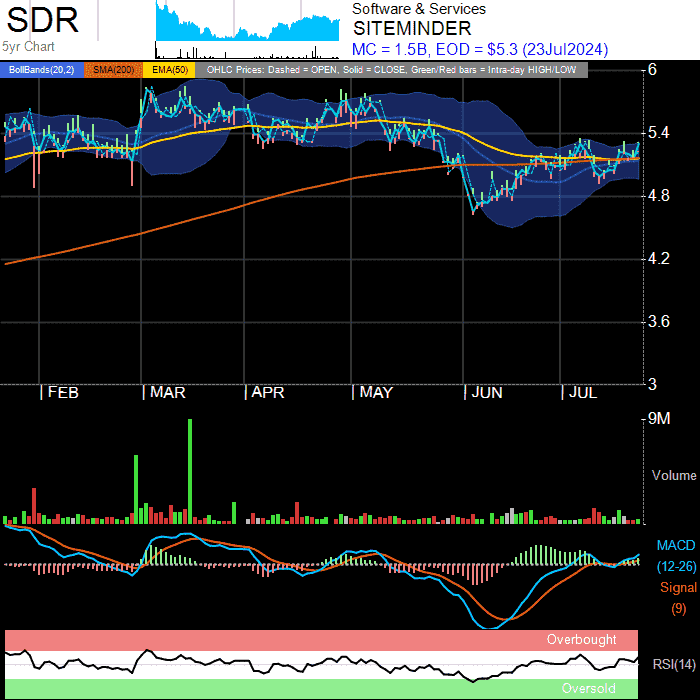 SDR
5yr Chart
Software & Services
SITEMINDER
MC = 1.5B, EOD = $5.3 (23Jul2024)
BollBands(20,2) SMA(200) EMA(50) OHLC Prices: Dashed = OPEN, Solid = CLOSE, Green/Red bars = Intra-day HIGH/LOW
6
5.4
4.8
4.2
3.6
3
FEB MAR APR MAY JUN JUL
9M
Volume
MACD
(12-26)
Signal
(9)
Overbought
RSI(14)
Oversold